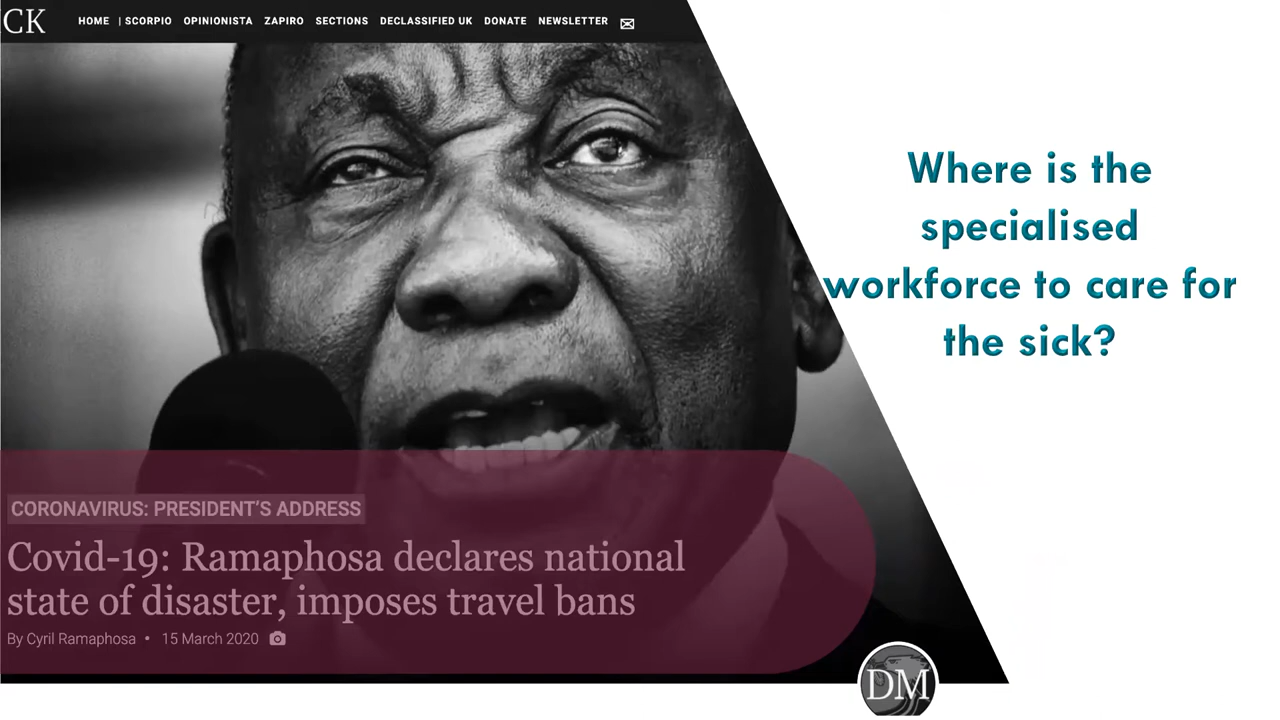 CK
HOME | SCORPIO OPINIONISTA ZAPIRO SECTIONS DECLASSIFIED UK DONATE NEWSLETTER
Where is the
specialised
workforce to care for
the sick?
CORONAVIRUS: PRESIDENT'S ADDRESS
Covid-19: Ramaphosa declares national
state of disaster, imposes travel bans
By Cyril Ramaphosa • 15 March 2020
DM